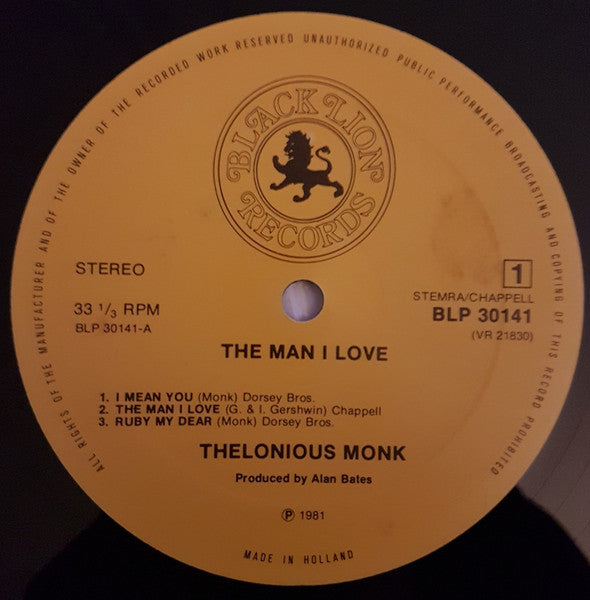 ALL RIGHTS OF THE MANUFACTURER AND OF THE OWNER OF THE RECORDED WORK RESERVED UNAUTHORIZED PUBLIC PERFORMANCE BROADCASTING AND COPYING OF THIS RECORD PROHIBITED
BLACK LION
RECORDS
STEREO
1
33 1/3 RPM
STEMRA/CHAPPELL
BLP 30141-A
BLP 30141
(VR 21830)
THE MAN I LOVE
1. I MEAN YOU (Monk) Dorsey Bros.
2. THE MAN I LOVE (G. & I. Gershwin) Chappell
3. RUBY MY DEAR (Monk) Dorsey Bros.
THELONIOUS MONK
Produced by Alan Bates
℗ 1981
MADE IN HOLLAND